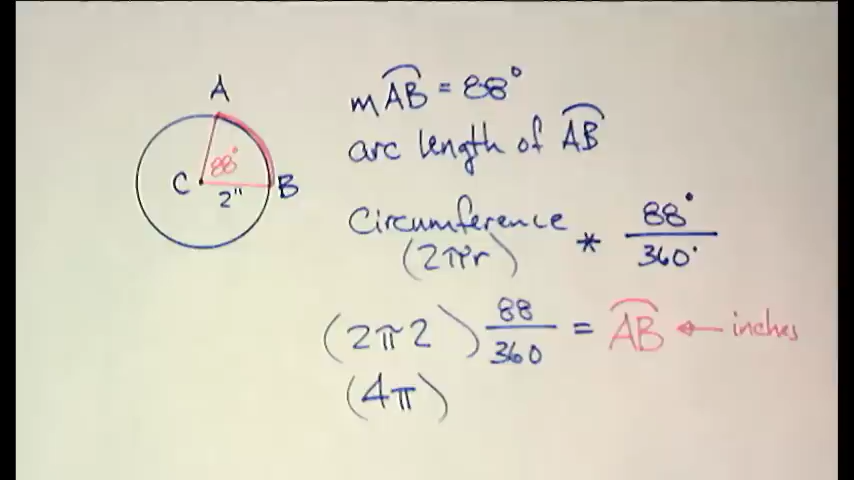 A
88°
C
B
2"
mAB = 88°
arc length of AB
Circumference * 88°/360°
(2πr)
(2π2) 88/360 = AB ← inches
(4π)